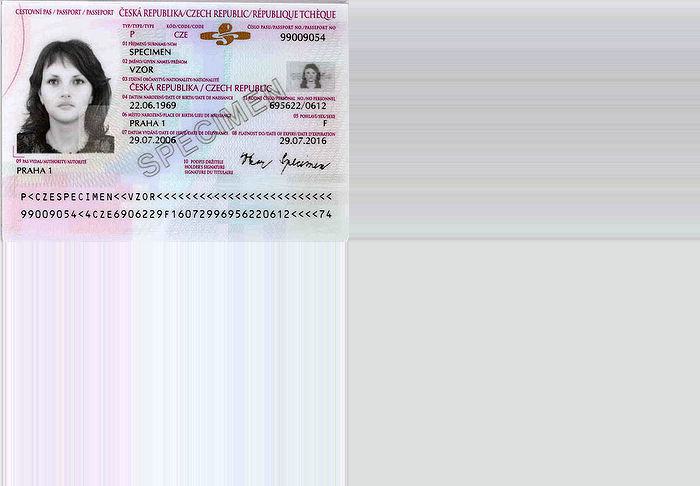 CESTOVNÍ PAS / PASSPORT / PASSEPORT ČESKÁ REPUBLIKA/CZECH REPUBLIC/RÉPUBLIQUE TCHÈQUE
TYP/TYPE/TYPE KÓD/CODE/CODE ČÍSLO PASU/PASSPORT NO./PASSEPORT NO
P CZE 99009054
01 PŘÍJMENÍ/SURNAME/NOM
SPECIMEN
02 JMÉNO/GIVEN NAMES/PRÉNOM
VZOR
03 STÁTNÍ OBČANSTVÍ/NATIONALITY/NATIONALITÉ
ČESKÁ REPUBLIKA / CZECH REPUBLIC
04 DATUM NAROZENÍ/DATE OF BIRTH/DATE DE NAISSANCE RODNÉ ČÍSLO/PERSONAL NO./NO PERSONNEL
22.06.1969 695622/0612
06 MÍSTO NAROZENÍ/PLACE OF BIRTH/LIEU DE NAISSANCE 05 POHLAVÍ/SEX/SEXE
PRAHA 1 F
07 DATUM VYDÁNÍ/DATE OF ISSUE/DATE DE DÉLIVRANCE 08 PLATNOST DO/DATE OF EXPIRY/DATE D'EXPIRATION
29.07.2006 29.07.2016
SPECIMEN
09 PAS VYDAL/AUTHORITY/AUTORITÉ 10 PODPIS DRŽITELE
HOLDER'S SIGNATURE
SIGNATURE DU TITULAIRE
PRAHA 1 Vzor Specimen
P<CZESPECIMEN<<VZOR<<<<<<<<<<<<<<<<<<<<<<<<<
99009054<4CZE6906229F16072996956220612<<<<74